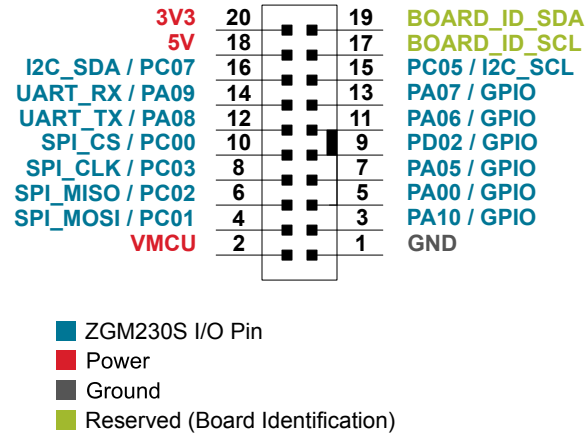 3V3 20 19 BOARD_ID_SDA
5V 18 17 BOARD_ID_SCL
I2C_SDA / PC07 16 15 PC05 / I2C_SCL
UART_RX / PA09 14 13 PA07 / GPIO
UART_TX / PA08 12 11 PA06 / GPIO
SPI_CS / PC00 10 9 PD02 / GPIO
SPI_CLK / PC03 8 7 PA05 / GPIO
SPI_MISO / PC02 6 5 PA00 / GPIO
SPI_MOSI / PC01 4 3 PA10 / GPIO
VMCU 2 1 GND
ZGM230S I/O Pin
Power
Ground
Reserved (Board Identification)